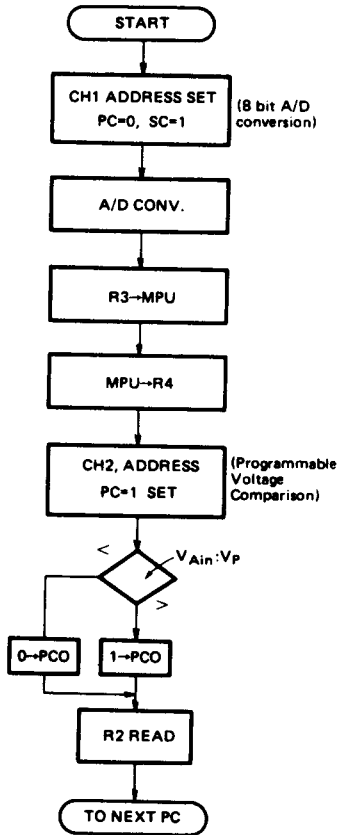 START
CH1 ADDRESS SET
PC=0, SC=1
(8 bit A/D
conversion)
A/D CONV.
R3→MPU
MPU→R4
CH2, ADDRESS
PC=1 SET
(Programmable
Voltage
Comparison)
<
VAin:VP
>
0→PCO
1→PCO
R2 READ
TO NEXT PC